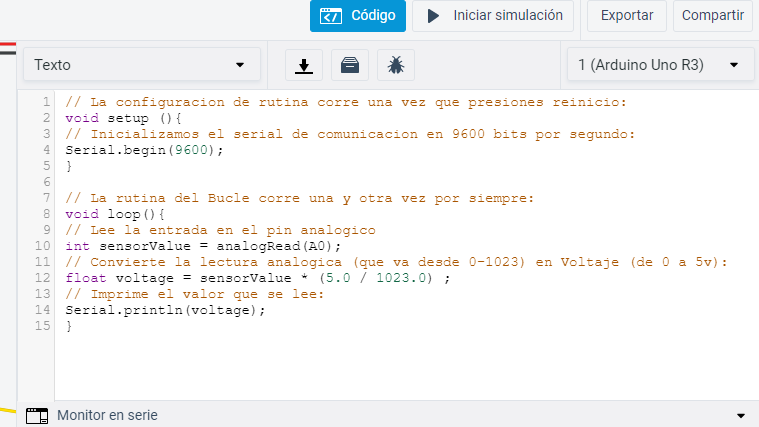 Código
Iniciar simulación
Exportar
Compartir
Texto
1 (Arduino Uno R3)
1 // La configuracion de rutina corre una vez que presiones reinicio:
2 void setup (){
3 // Inicializamos el serial de comunicacion en 9600 bits por segundo:
4 Serial.begin(9600);
5 }
6
7 // La rutina del Bucle corre una y otra vez por siempre:
8 void loop(){
9 // Lee la entrada en el pin analogico
10 int sensorValue = analogRead(A0);
11 // Convierte la lectura analogica (que va desde 0-1023) en Voltaje (de 0 a 5v):
12 float voltage = sensorValue * (5.0 / 1023.0) ;
13 // Imprime el valor que se lee:
14 Serial.println(voltage);
15 }
Monitor en serie